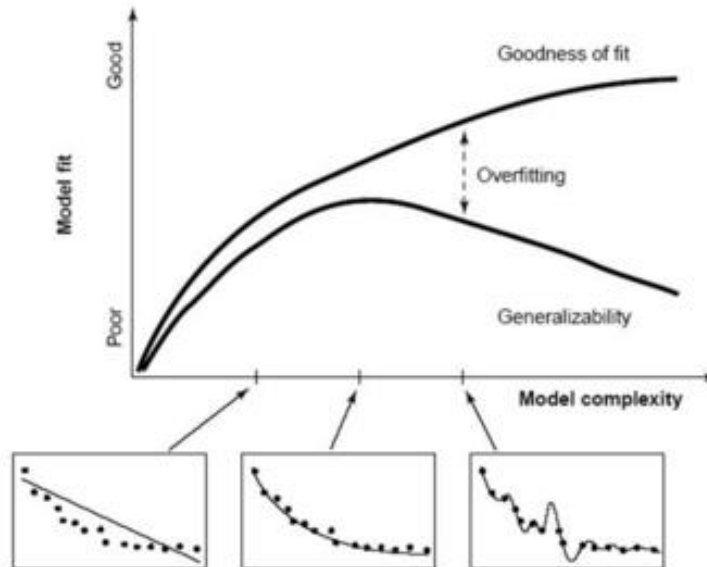 Good
Goodness of fit
Overfitting
Model fit
Generalizability
Poor
Model complexity